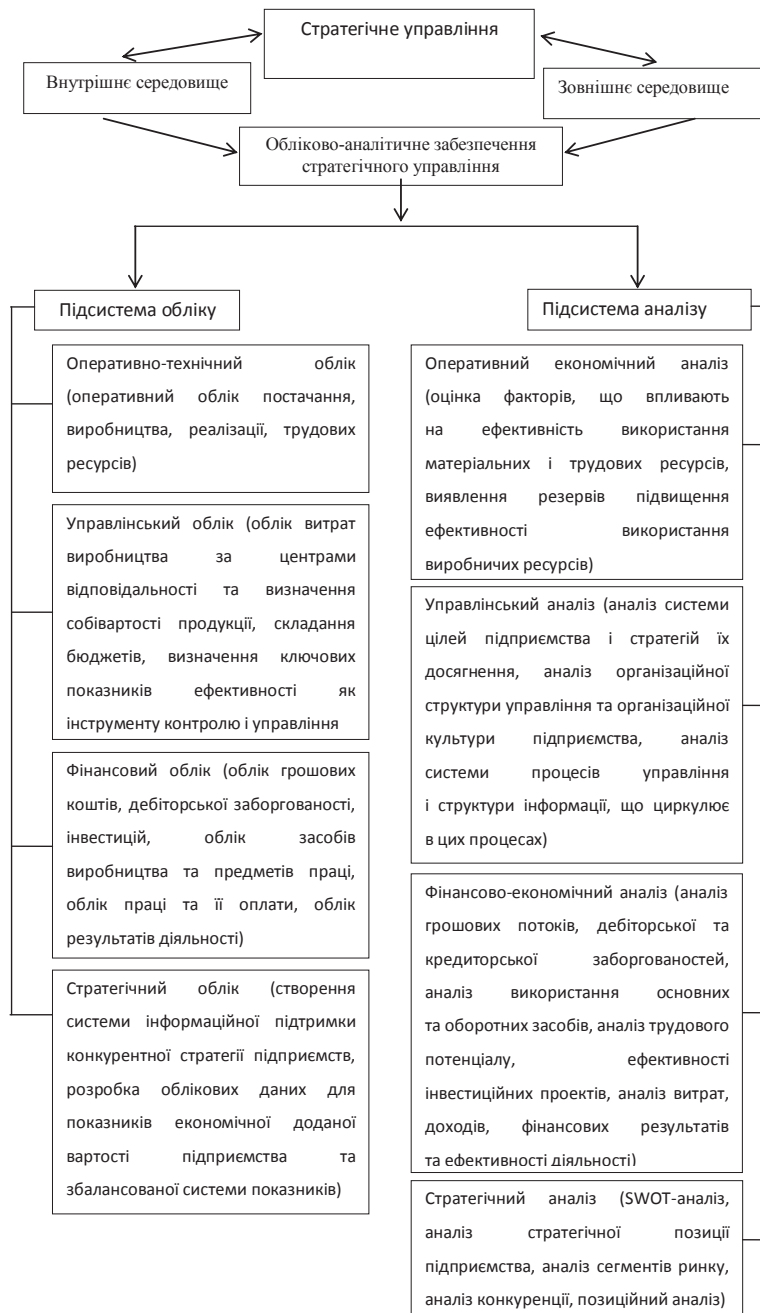 Стратегічне управління
Внутрішнє середовище
Зовнішнє середовище
Обліково-аналітичне забезпечення
стратегічного управління
Підсистема обліку
Оперативно-технічний облік
(оперативний облік постачання,
виробництва, реалізації, трудових
ресурсів)
Управлінський облік (облік витрат
виробництва за центрами
відповідальності та визначення
собівартості продукції, складання
бюджетів, визначення ключових
показників ефективності як
інструменту контролю і управління
Фінансовий облік (облік грошових
коштів, дебіторської заборгованості,
інвестицій, облік засобів
виробництва та предметів праці,
облік праці та її оплати, облік
результатів діяльності)
Стратегічний облік (створення
системи інформаційної підтримки
конкурентної стратегії підприємств,
розробка облікових даних для
показників економічної доданої
вартості підприємства та
збалансованої системи показників)
Підсистема аналізу
Оперативний економічний аналіз
(оцінка факторів, що впливають
на ефективність використання
матеріальних і трудових ресурсів,
виявлення резервів підвищення
ефективності використання
виробничих ресурсів)
Управлінський аналіз (аналіз системи
цілей підприємства і стратегій їх
досягнення, аналіз організаційної
структури управління та організаційної
культури підприємства, аналіз
системи процесів управління
і структури інформації, що циркулює
в цих процесах)
Фінансово-економічний аналіз (аналіз
грошових потоків, дебіторської та
кредиторської заборгованостей,
аналіз використання основних
та оборотних засобів, аналіз трудового
потенціалу, ефективності
інвестиційних проектів, аналіз витрат,
доходів, фінансових результатів
та ефективності діяльності)
Стратегічний аналіз (SWOT-аналіз,
аналіз стратегічної позиції
підприємства, аналіз сегментів ринку,
аналіз конкуренції, позиційний аналіз)